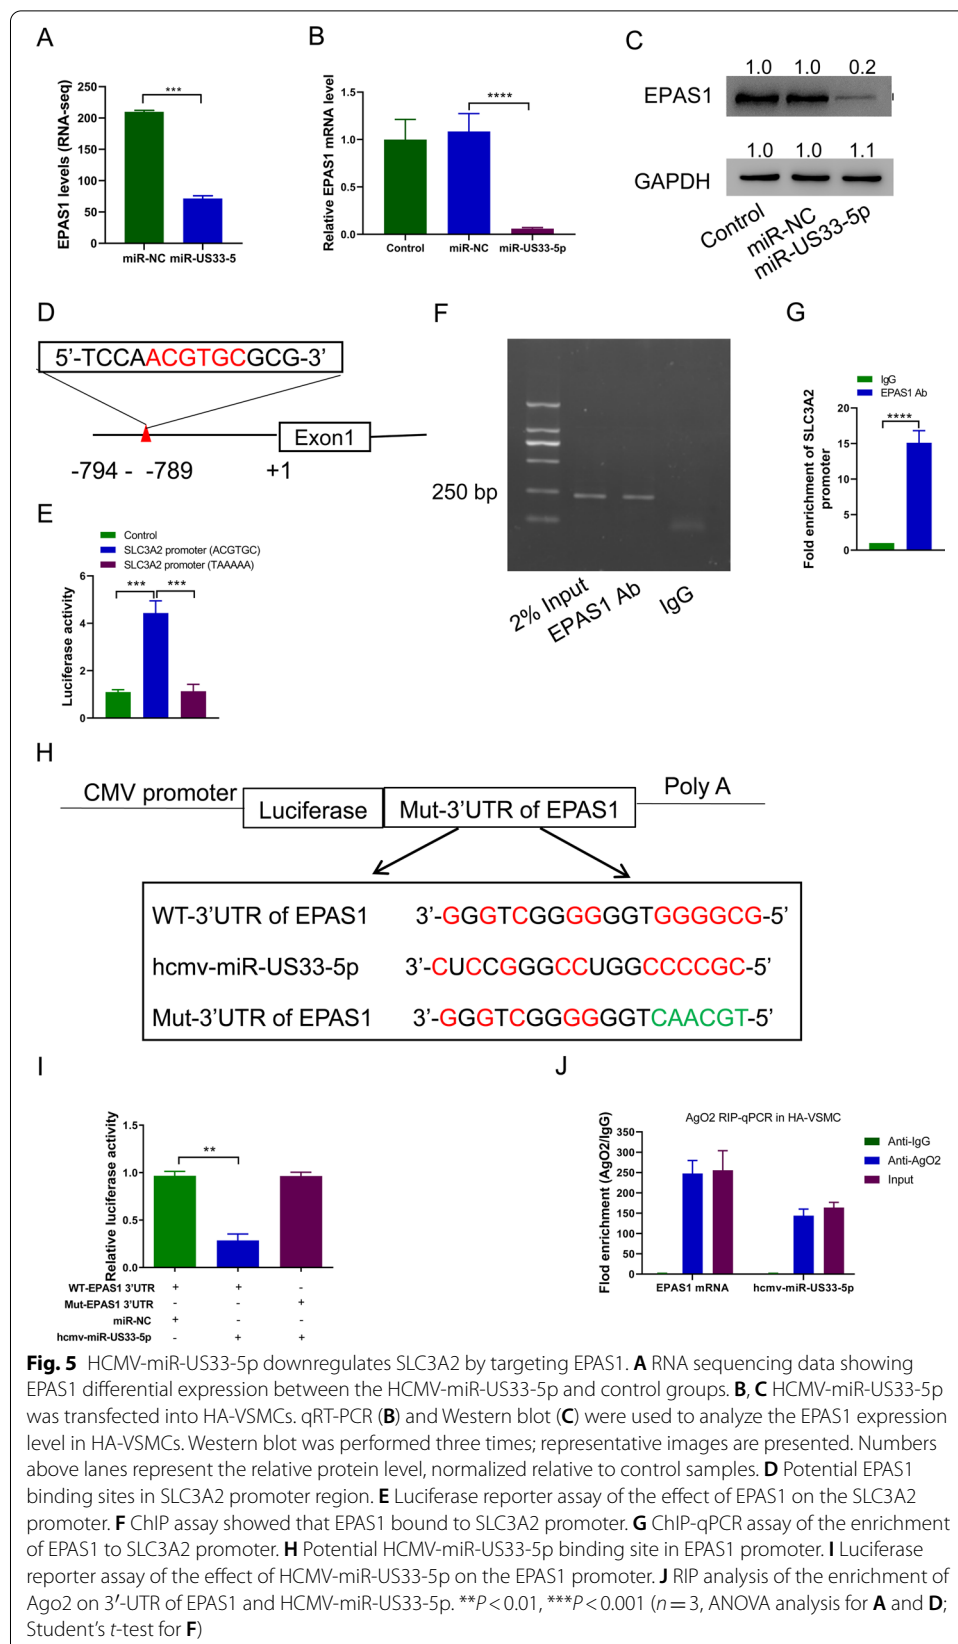 A
EPAS1 levels (RNA-seq)
250
200
150
100
50
0
***
miR-NC miR-US33-5
B
Relative EPAS1 mRNA level
1.5
1.0
0.5
0.0
****
Control miR-NC miR-US33-5p
C
1.0 1.0 0.2
EPAS1
1.0 1.0 1.1
GAPDH
Control
miR-NC
miR-US33-5p
D
5’-TCCAACGTGCGCG-3’
Exon1
-794 - -789 +1
E
Control
SLC3A2 promoter (ACGTGC)
SLC3A2 promoter (TAAAAA)
Luciferase activity
6
4
2
0
*** ***
F
250 bp
2% Input
EPAS1 Ab
IgG
G
IgG
EPAS1 Ab
Fold enrichment of SLC3A2
promoter
20
15
10
5
0
****
H
CMV promoter Luciferase Mut-3’UTR of EPAS1 Poly A
WT-3’UTR of EPAS1 3’-GGGTCGGGGGGTGGGGCG-5’
hcmv-miR-US33-5p 3’-CUCCGGGCCUGGCCCCGC-5’
Mut-3’UTR of EPAS1 3’-GGGTCGGGGGGTCAACGT-5’
I
Relative luciferase activity
1.5
1.0
0.5
0.0
**
WT-EPAS1 3’UTR + + -
Mut-EPAS1 3’UTR - - +
miR-NC + - -
hcmv-miR-US33-5p - + +
J
AgO2 RIP-qPCR in HA-VSMC
Flod enrichment (AgO2/IgG)
350
300
250
200
150
100
50
0
EPAS1 mRNA hcmv-miR-US33-5p
Anti-IgG
Anti-AgO2
Input
Fig. 5 HCMV-miR-US33-5p downregulates SLC3A2 by targeting EPAS1. A RNA sequencing data showing
EPAS1 differential expression between the HCMV-miR-US33-5p and control groups. B, C HCMV-miR-US33-5p
was transfected into HA-VSMCs. qRT-PCR (B) and Western blot (C) were used to analyze the EPAS1 expression
level in HA-VSMCs. Western blot was performed three times; representative images are presented. Numbers
above lanes represent the relative protein level, normalized relative to control samples. D Potential EPAS1
binding sites in SLC3A2 promoter region. E Luciferase reporter assay of the effect of EPAS1 on the SLC3A2
promoter. F ChIP assay showed that EPAS1 bound to SLC3A2 promoter. G ChIP-qPCR assay of the enrichment
of EPAS1 to SLC3A2 promoter. H Potential HCMV-miR-US33-5p binding site in EPAS1 promoter. I Luciferase
reporter assay of the effect of HCMV-miR-US33-5p on the EPAS1 promoter. J RIP analysis of the enrichment of
Ago2 on 3′-UTR of EPAS1 and HCMV-miR-US33-5p. **P < 0.01, ***P < 0.001 (n = 3, ANOVA analysis for A and D;
Student’s t-test for F)